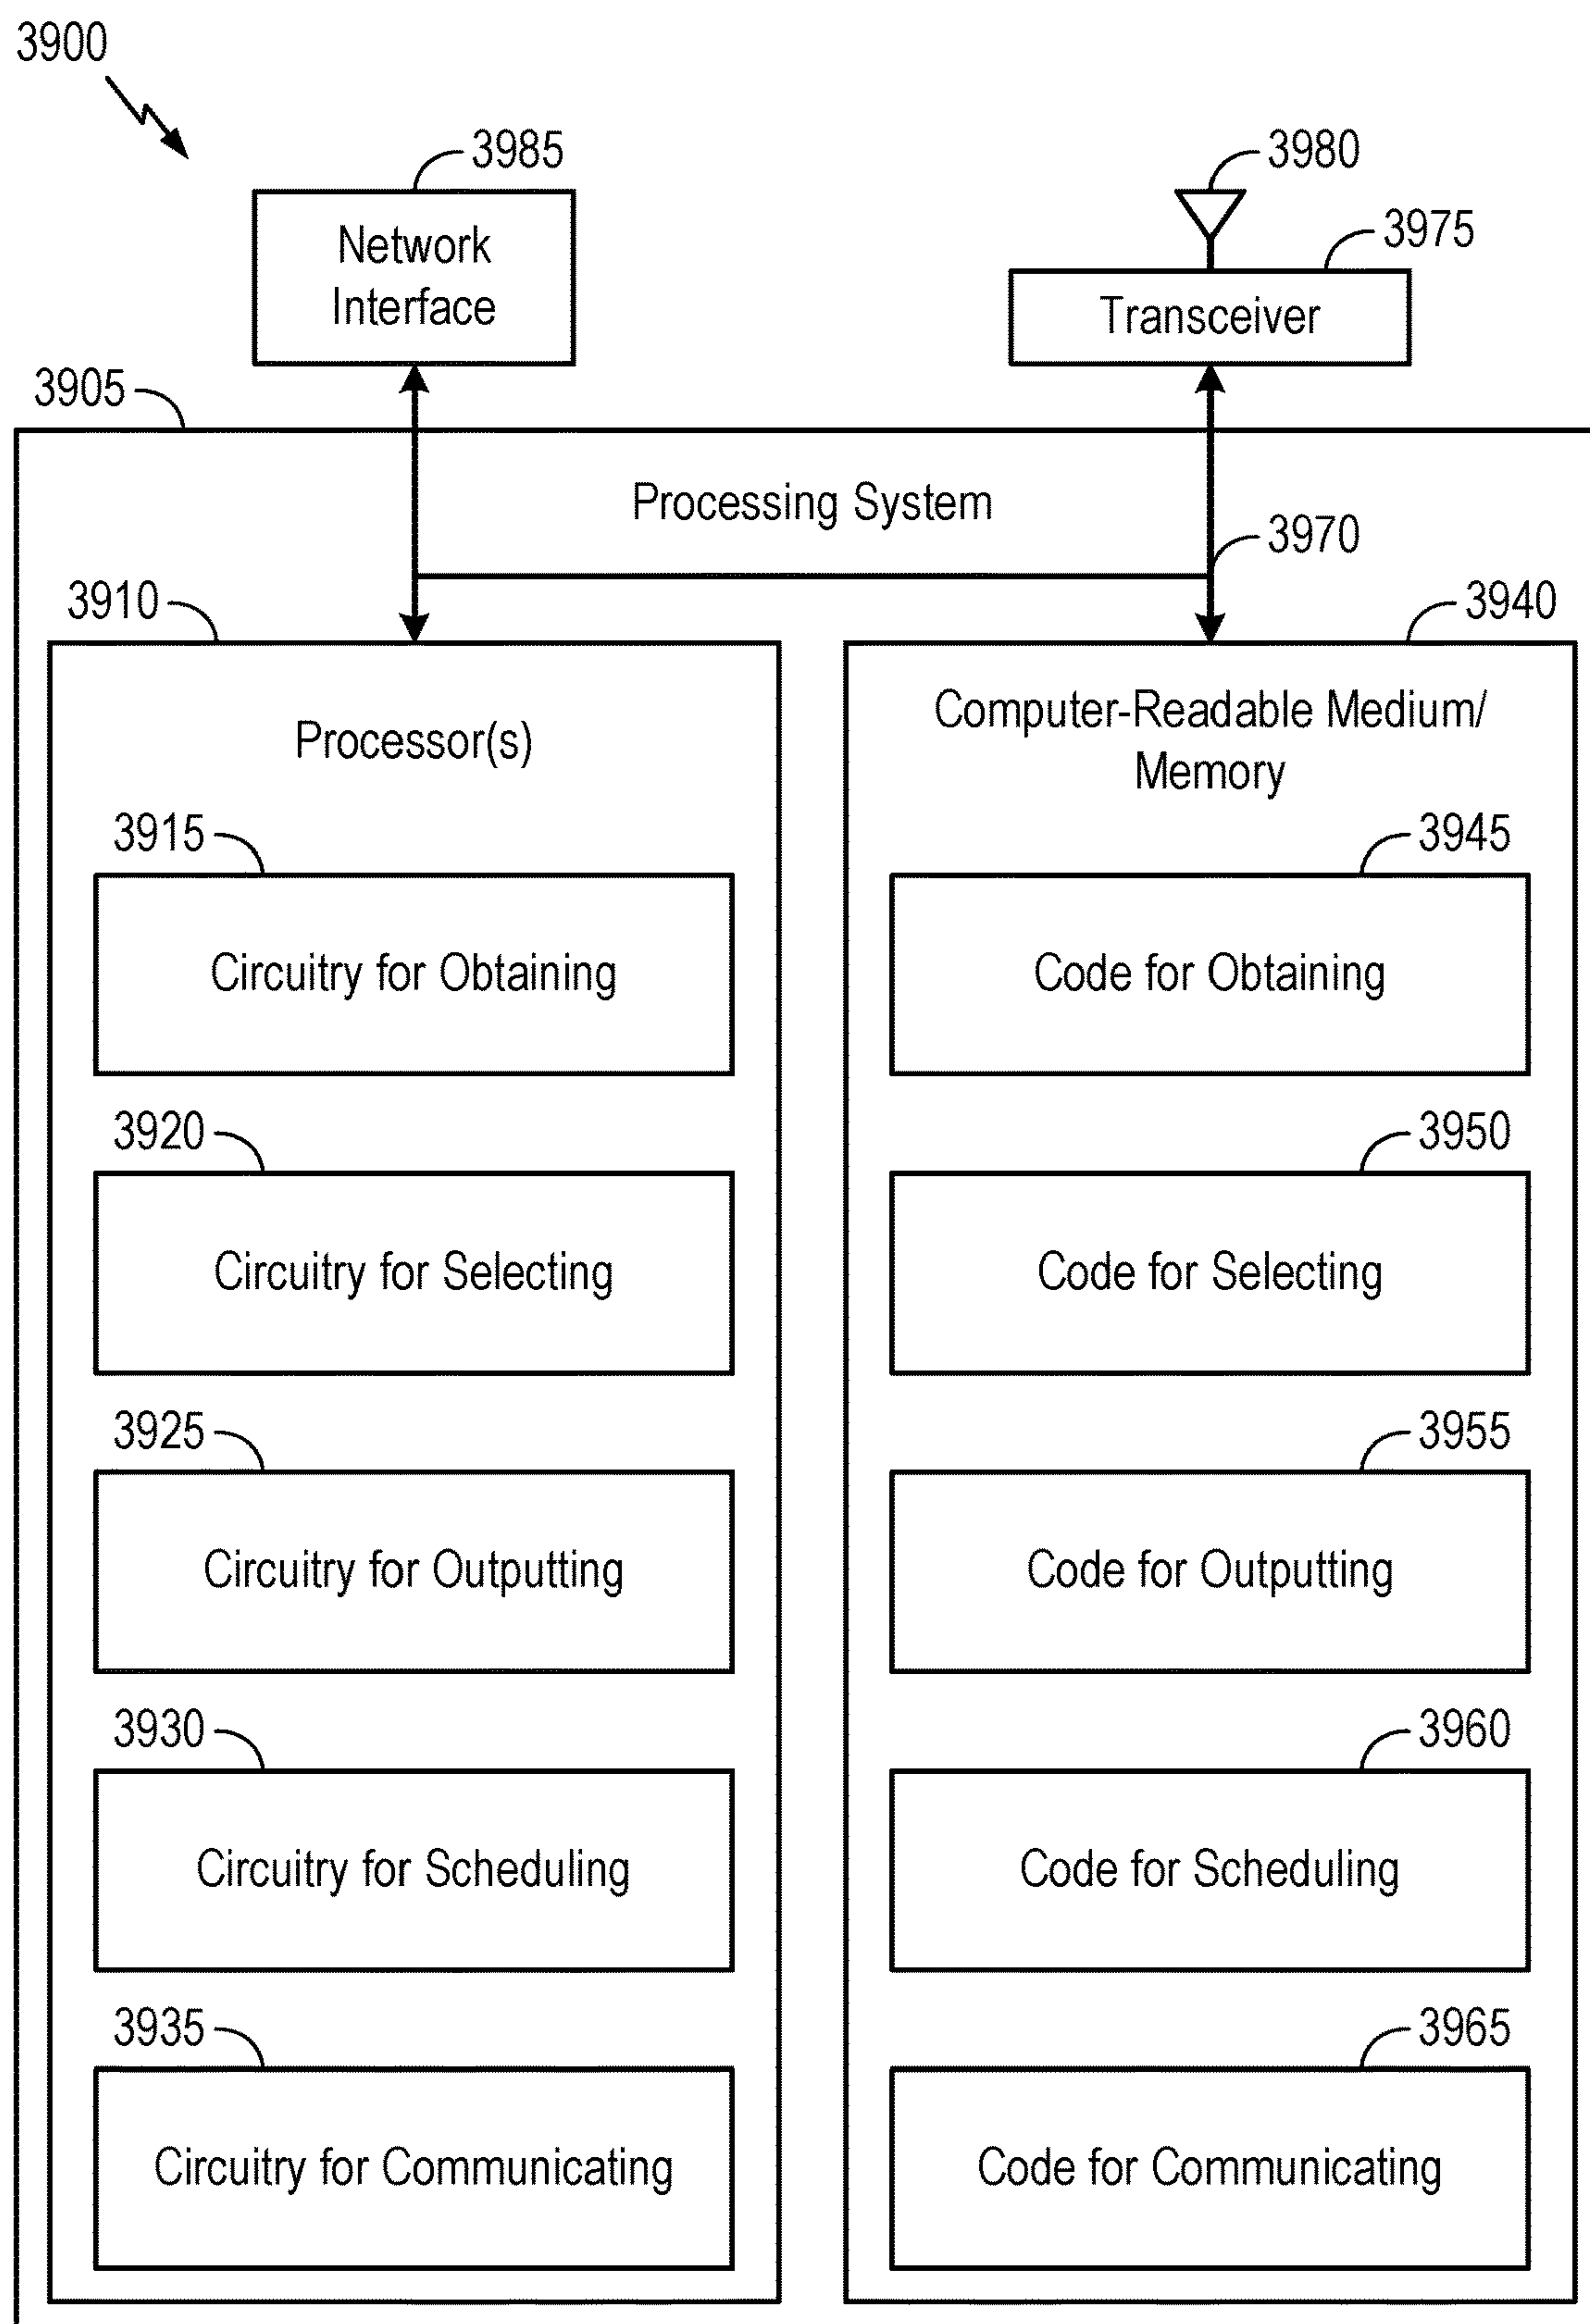 3900
3985
3980
Network
Interface
3975
Transceiver
3905
Processing System
3970
3910
3940
Processor(s)
Computer-Readable Medium/
Memory
3915
3945
Circuitry for Obtaining
Code for Obtaining
3920
3950
Circuitry for Selecting
Code for Selecting
3925
3955
Circuitry for Outputting
Code for Outputting
3930
3960
Circuitry for Scheduling
Code for Scheduling
3935
3965
Circuitry for Communicating
Code for Communicating